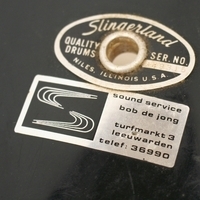 Slingerland
QUALITY
DRUMS
SER. NO.
NILES, ILLINOIS U.S.A
sound service
bob de jong
turfmarkt 3
leeuwarden
telef: 36990